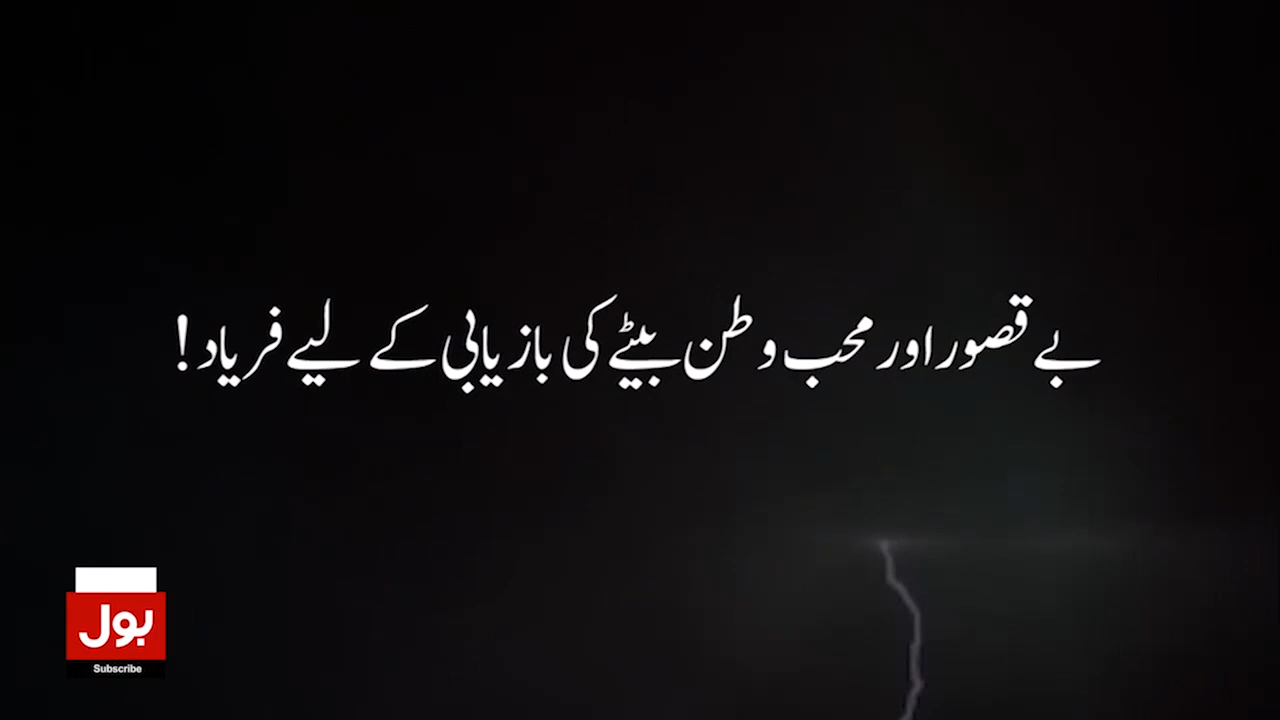 بے قصور اور محب وطن بیٹے کی بازیابی کے لیے فریاد!
بول
Subscribe